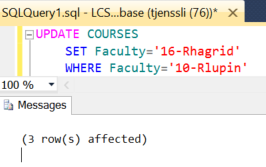 SQLQuery1.sql - LCS...base (tjenssli (76))* ×
UPDATE COURSES
SET Faculty='16-Rhagrid'
WHERE Faculty='10-Rlupin'
100 %
Messages
(3 row(s) affected)